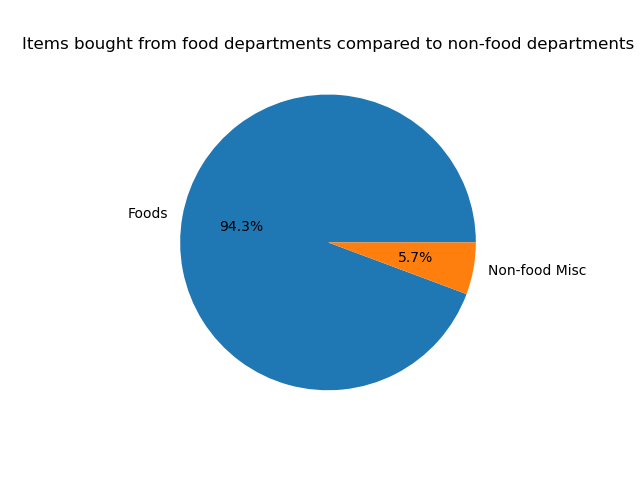 Items bought from food departments compared to non-food departments
Foods
94.3%
5.7%
Non-food Misc